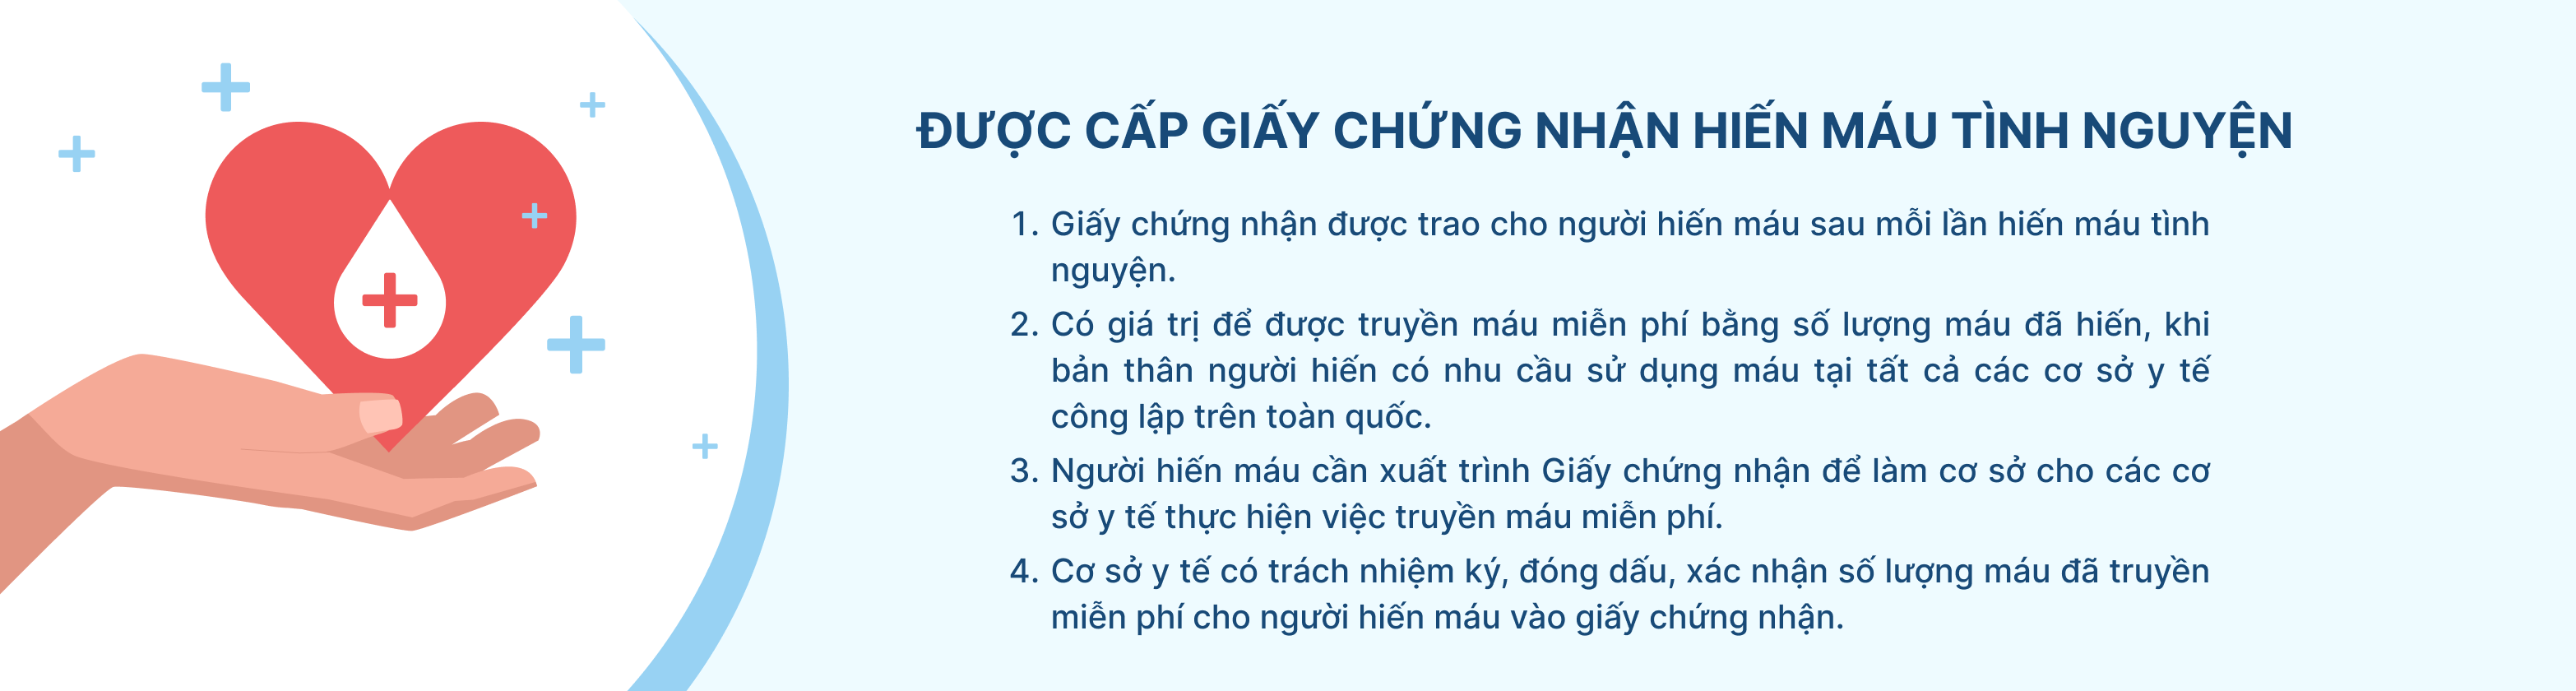 ĐƯỢC CẤP GIẤY CHỨNG NHẬN HIẾN MÁU TÌNH NGUYỆN
1. Giấy chứng nhận được trao cho người hiến máu sau mỗi lần hiến máu tình
nguyện.
2. Có giá trị để được truyền máu miễn phí bằng số lượng máu đã hiến, khi
bản thân người hiến có nhu cầu sử dụng máu tại tất cả các cơ sở y tế
công lập trên toàn quốc.
3. Người hiến máu cần xuất trình Giấy chứng nhận để làm cơ sở cho các cơ
sở y tế thực hiện việc truyền máu miễn phí.
4. Cơ sở y tế có trách nhiệm ký, đóng dấu, xác nhận số lượng máu đã truyền
miễn phí cho người hiến máu vào giấy chứng nhận.